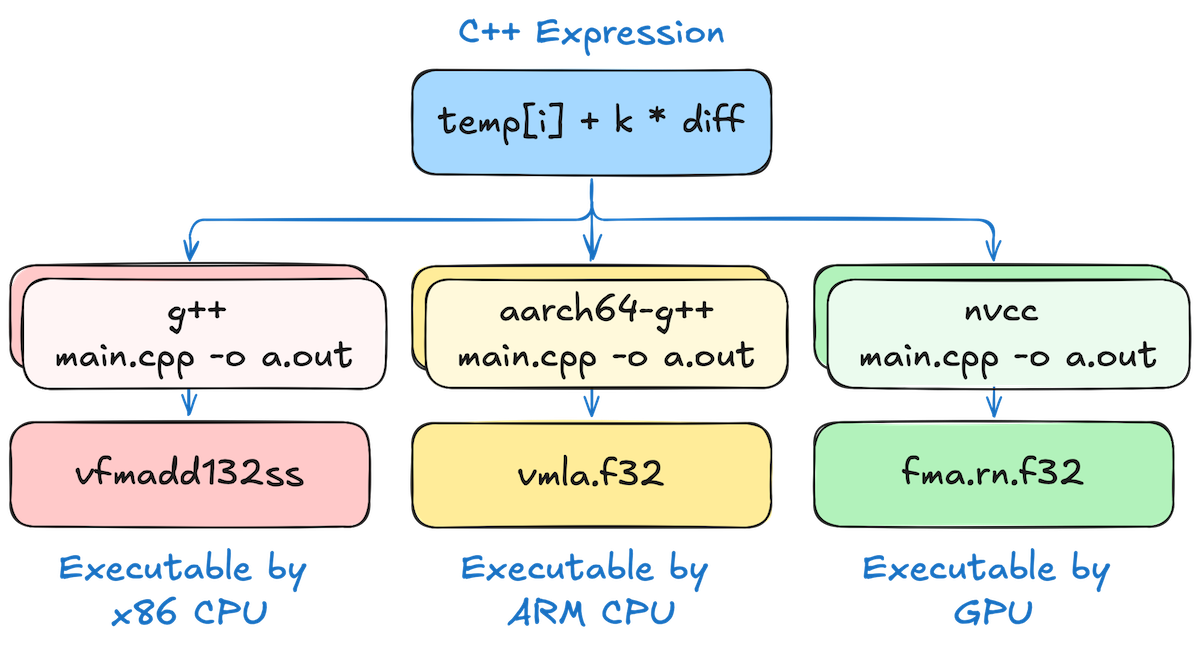 C++ Expression
temp[i] + k * diff
g++
main.cpp -o a.out
aarch64-g++
main.cpp -o a.out
nvcc
main.cpp -o a.out
vfmadd132ss
vmla.f32
fma.rn.f32
Executable by
x86 CPU
Executable by
ARM CPU
Executable by
GPU